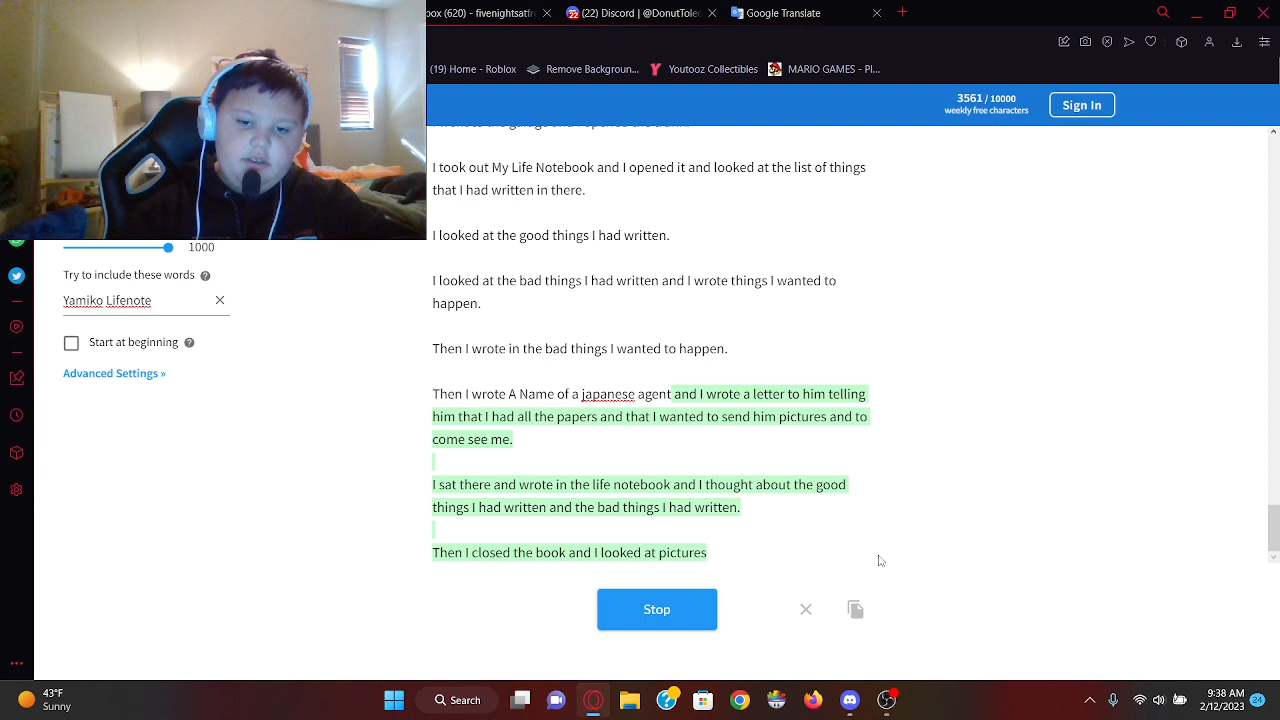 box (620) - fivenightsatfr
(22) Discord | @DonutTole
Google Translate
(19) Home - Roblox
Remove Backgroun...
Youtooz Collectibles
MARIO GAMES - Pl...
3561 / 10000
weekly free characters
Sign In
I took out My Life Notebook and I opened it and looked at the list of things
that I had written in there.
I looked at the good things I had written.
I looked at the bad things I had written and I wrote things I wanted to
happen.
Then I wrote in the bad things I wanted to happen.
Then I wrote A Name of a japanese agent and I wrote a letter to him telling
him that I had all the papers and that I wanted to send him pictures and to
come see me.
I sat there and wrote in the life notebook and I thought about the good
things I had written and the bad things I had written.
Then I closed the book and I looked at pictures
1000
Try to include these words
Yamiko Lifenote
Start at beginning
Advanced Settings »
Stop
43°F
Sunny
Search
9:38 AM
2/12/2023
24